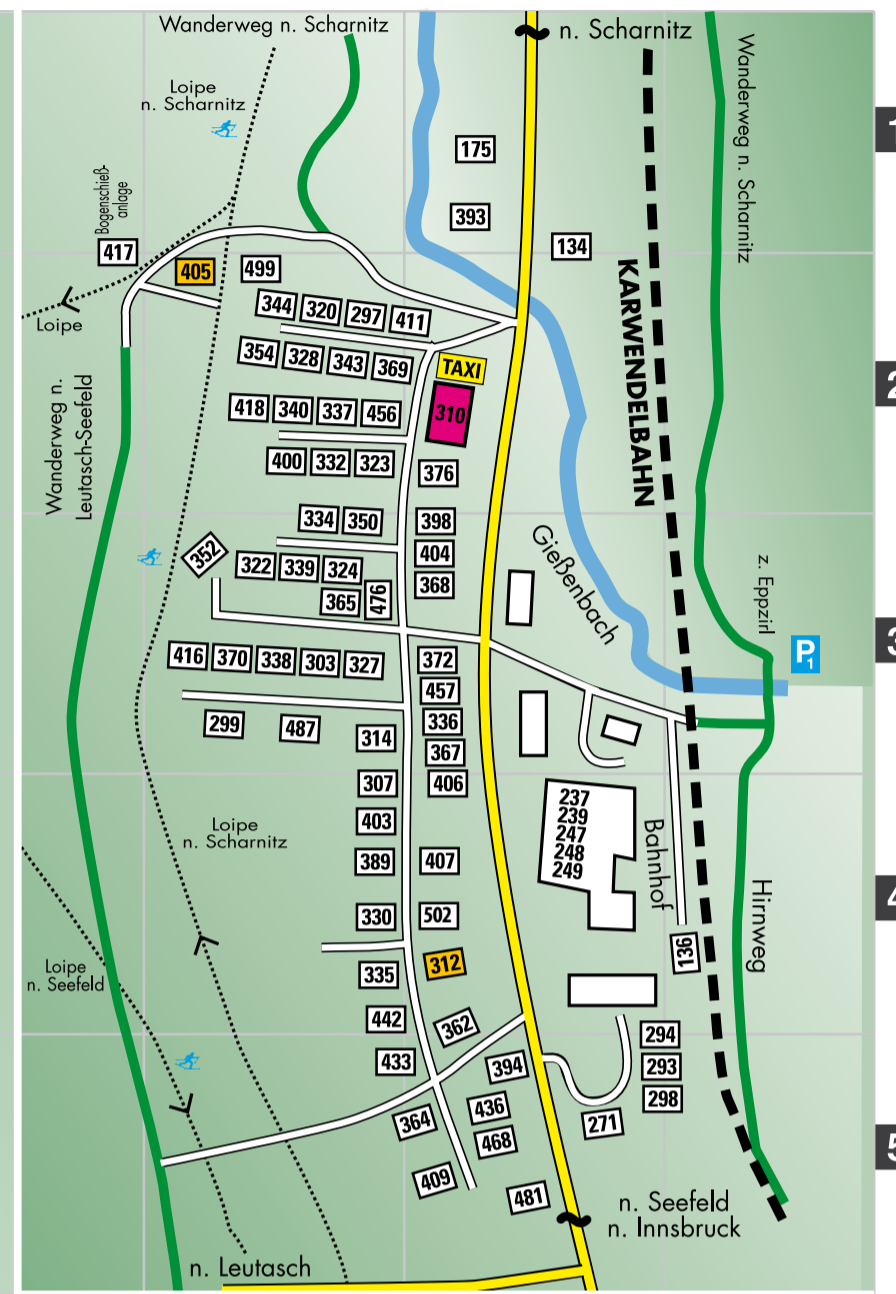 Wanderweg n. Scharnitz
n. Scharnitz
Loipe
n. Scharnitz
Wanderweg n. Scharnitz
1
175
Bogenschieß-
anlage
393
417
134
405
499
KARWENDELBAHN
344 320 297 411
Loipe
354 328 343 369
TAXI
2
Wanderweg n.
Leutasch-Seefeld
418 340 337 456
310
400 332 323
376
334 350
398
Gießenbach
352
404
322 339 324
368
z. Eppzirl
365 476
3
P1
416 370 338 303 327
372
457
299 487
336
314
367
307
406
237
239
247
248
249
Bahnhof
403
Loipe
n. Scharnitz
389
407
4
330
502
Hirnweg
136
335
312
Loipe
n. Seefeld
442
362
294
433
394
293
298
436
364
271
468
5
409
481
n. Seefeld
n. Innsbruck
n. Leutasch